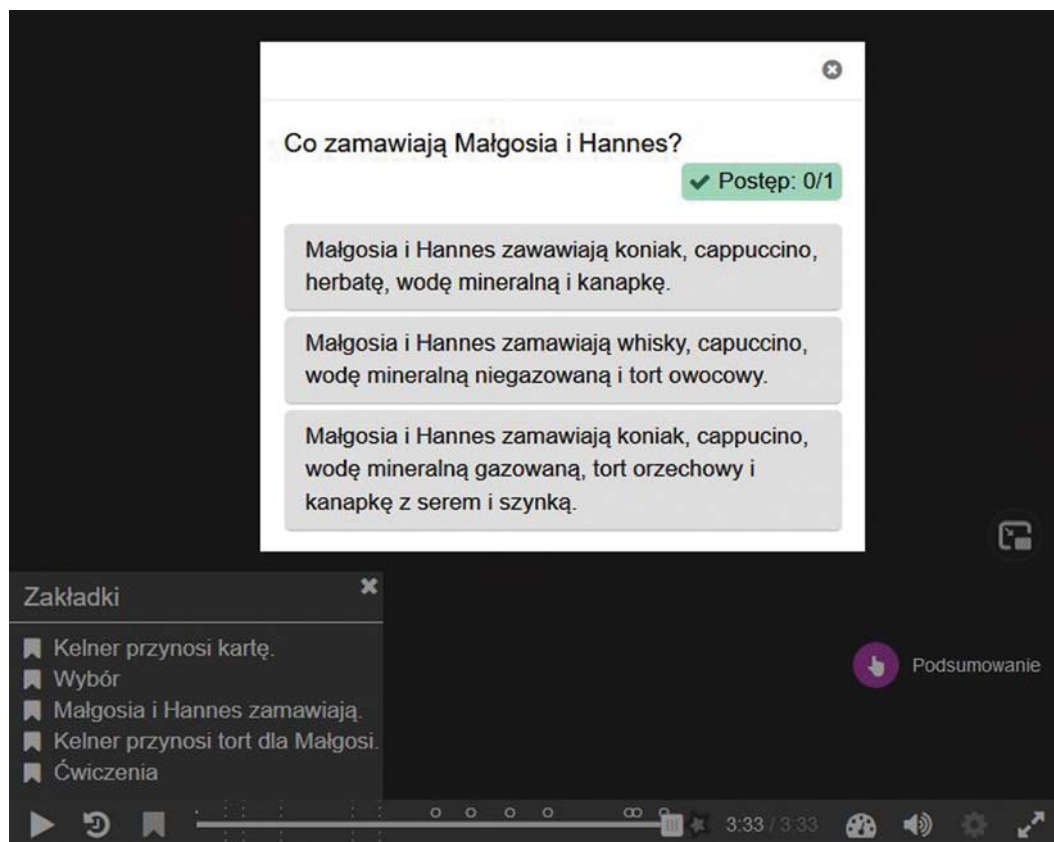 Co zamawiają Małgosia i Hannes?
Postęp: 0/1
Małgosia i Hannes zawawiają koniak, cappuccino,
herbatę, wodę mineralną i kanapkę.
Małgosia i Hannes zamawiają whisky, capuccino,
wodę mineralną niegazowaną i tort owocowy.
Małgosia i Hannes zamawiają koniak, cappucino,
wodę mineralną gazowaną, tort orzechowy i
kanapkę z serem i szynką.
Zakładki
Kelner przynosi kartę.
Wybór
Małgosia i Hannes zamawiają.
Kelner przynosi tort dla Małgosi.
Ćwiczenia
Podsumowanie
3:33 / 3:33